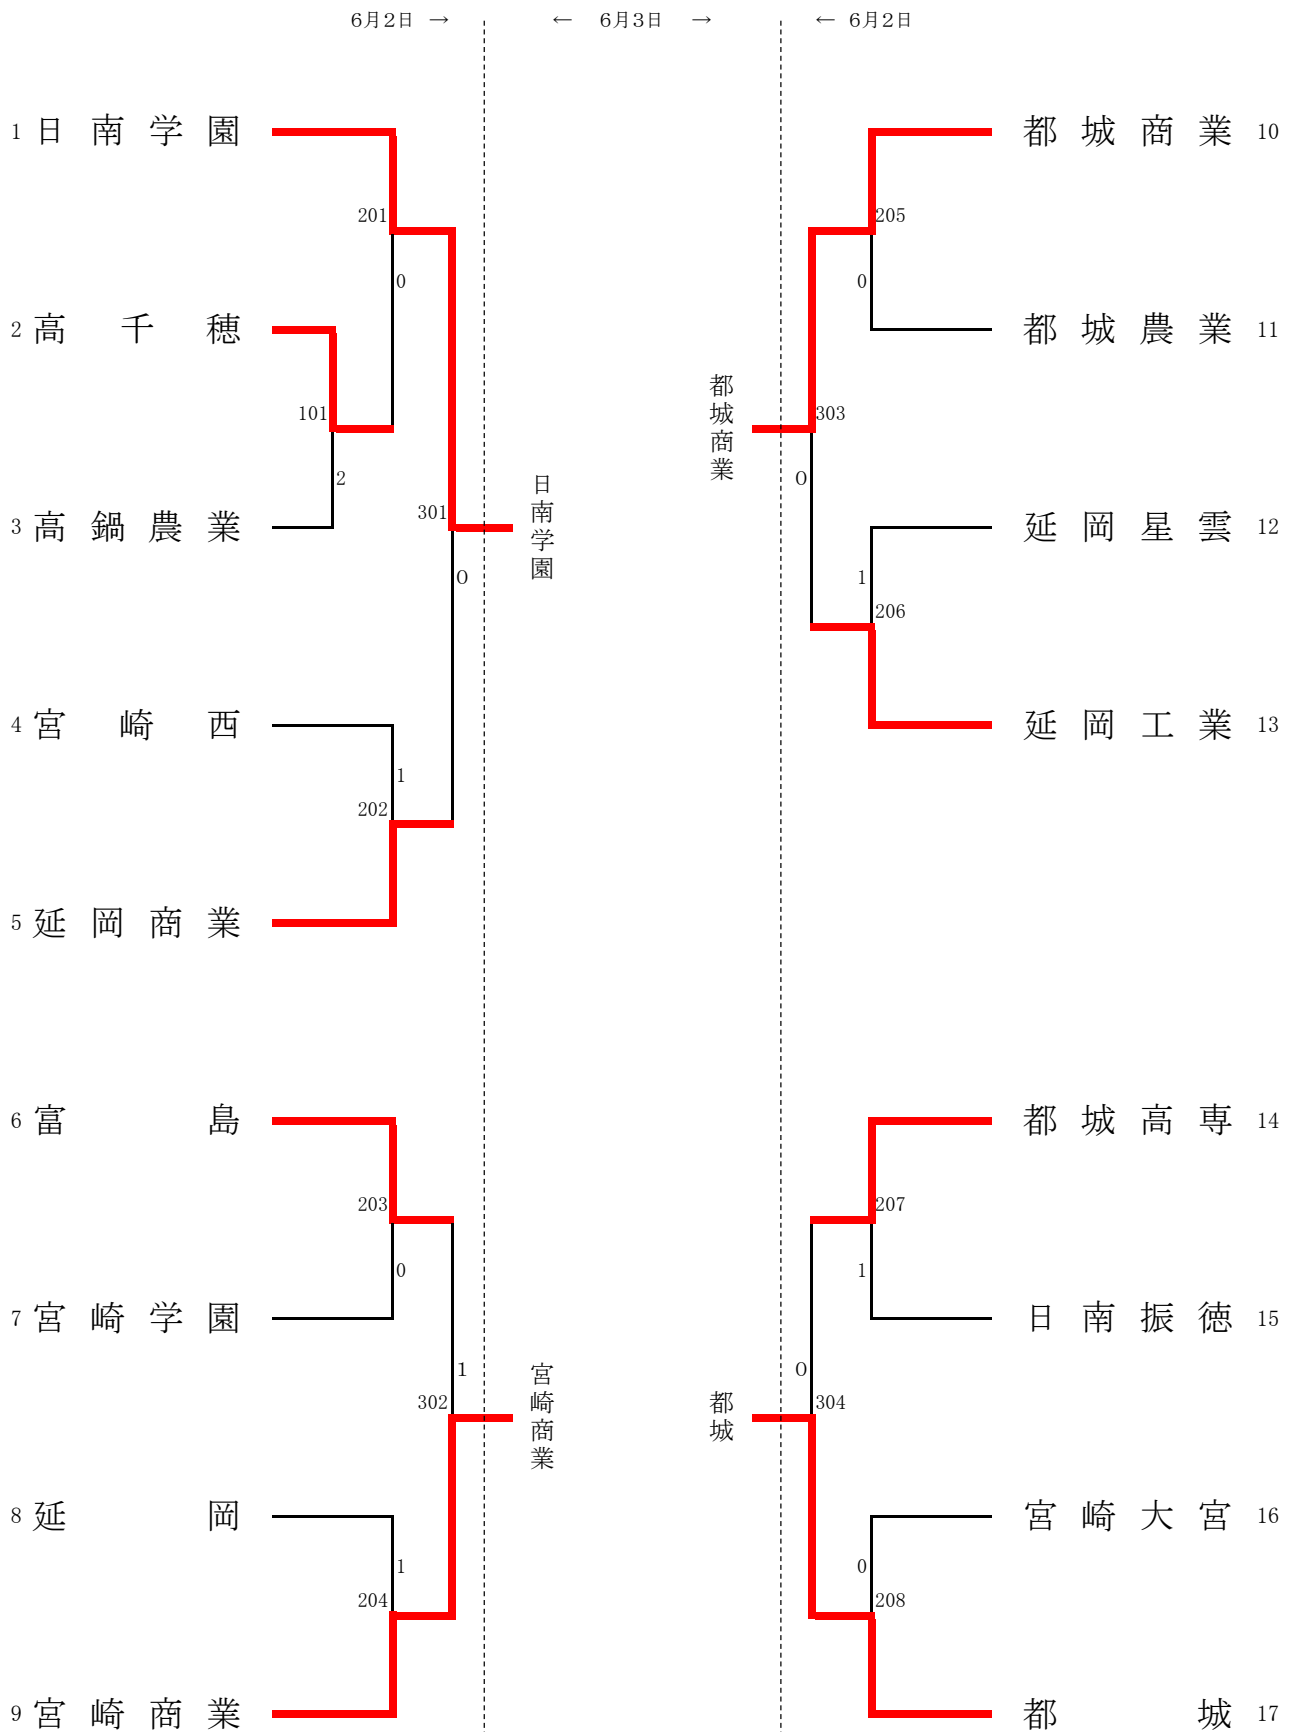 6月2日 →
← 6月3日 →
← 6月2日
1 日南学園
201
0
2 高千穂
101
2
3 高鍋農業
301
日南学園
0
4 宮崎西
1
202
5 延岡商業
6 富島
203
0
7 宮崎学園
1
302
宮崎商業
8 延岡
1
204
9 宮崎商業
都城商業 10
205
0
都城農業 11
都城商業
303
0
延岡星雲 12
1
206
延岡工業 13
都城高専 14
207
1
日南振徳 15
0
都城
304
宮崎大宮 16
0
208
都城 17